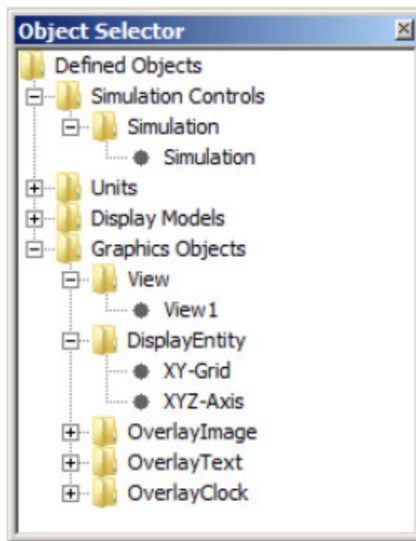 Object Selector
Defined Objects
Simulation Controls
Simulation
Simulation
Units
Display Models
Graphics Objects
View
View1
DisplayEntity
XY-Grid
XYZ-Axis
OverlayImage
OverlayText
OverlayClock